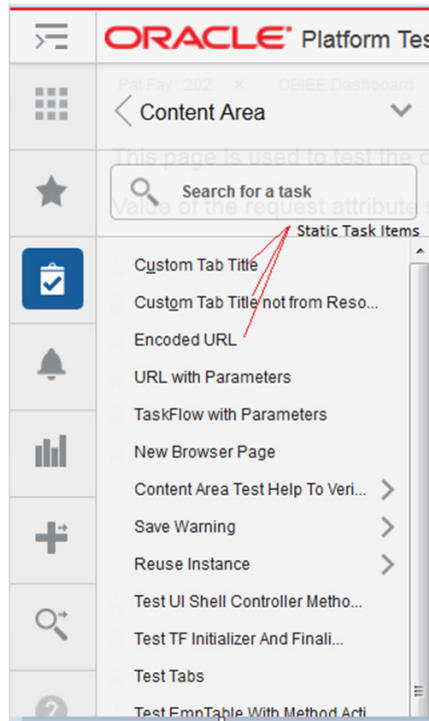 ORACLE Platform Tes
Pat Fay : 202 × OBIEE Dashboard
Content Area
This page is used to test the c
Search for a task
Value of the request attribute s
Static Task Items
Custom Tab Title
Custom Tab Title not from Reso...
Encoded URL
URL with Parameters
TaskFlow with Parameters
New Browser Page
Content Area Test Help To Veri...
Save Warning
Reuse Instance
Test UI Shell Controller Metho...
Test TF Initializer And Finali...
Test Tabs
Test EmpTable With Method Acti